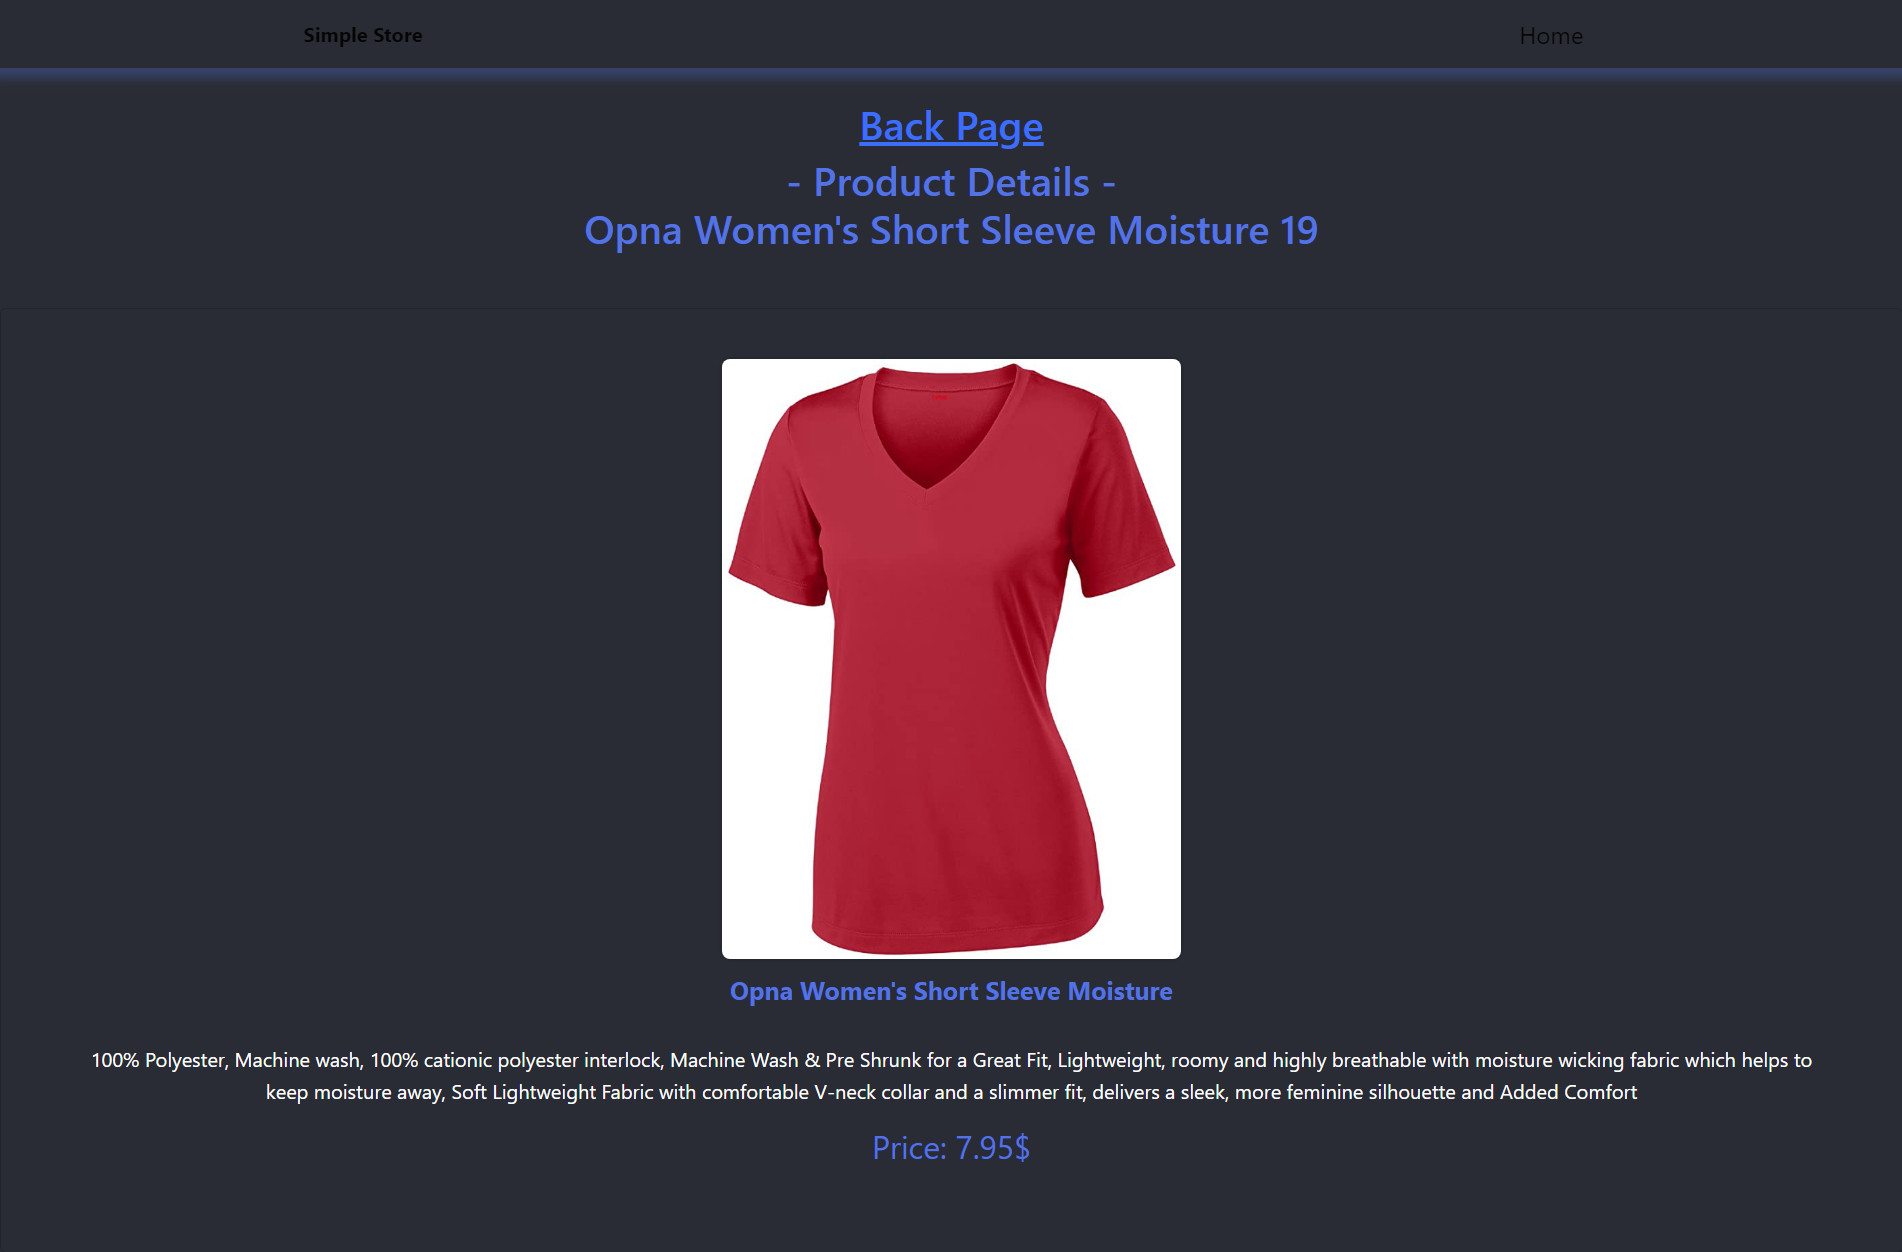 Simple Store
Home
Back Page
- Product Details -
Opna Women's Short Sleeve Moisture 19
Opna Women's Short Sleeve Moisture
100% Polyester, Machine wash, 100% cationic polyester interlock, Machine Wash & Pre Shrunk for a Great Fit, Lightweight, roomy and highly breathable with moisture wicking fabric which helps to
keep moisture away, Soft Lightweight Fabric with comfortable V-neck collar and a slimmer fit, delivers a sleek, more feminine silhouette and Added Comfort
Price: 7.95$